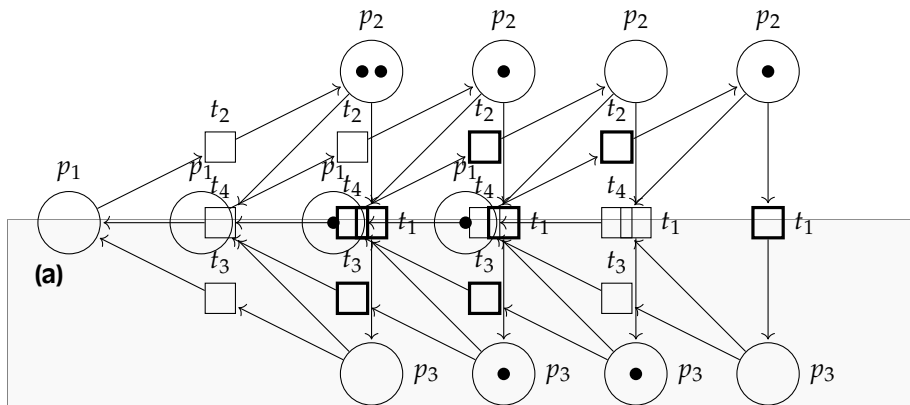 p₂ p₂ p₂ p₂
t₂ t₂ t₂ t₂
p₁ p₁ p₁ p₁
t₄ t₄ t₄ t₄
t₁ t₁ t₁ t₁
(a) t₃ t₃ t₃ t₃
p₃ p₃ p₃ p₃